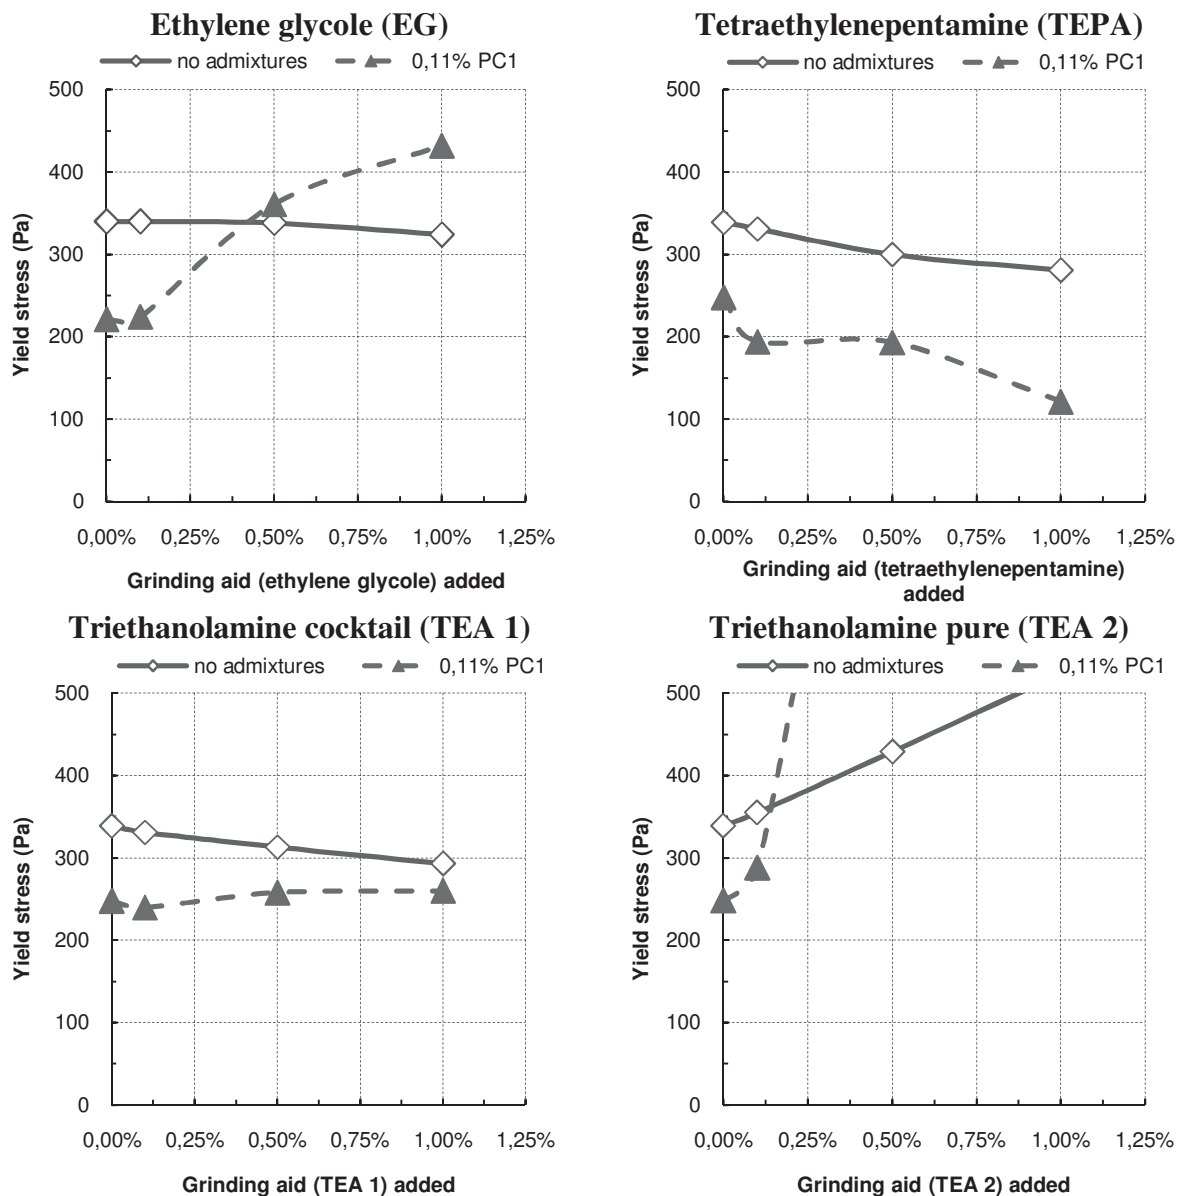 Ethylene glycole (EG)
no admixtures 0,11% PC1
500
400
300
200
100
0
Yield stress (Pa)
0,00% 0,25% 0,50% 0,75% 1,00% 1,25%
Grinding aid (ethylene glycole) added
Tetraethylenepentamine (TEPA)
no admixtures 0,11% PC1
500
400
300
200
100
0
Yield stress (Pa)
0,00% 0,25% 0,50% 0,75% 1,00% 1,25%
Grinding aid (tetraethylenepentamine)
added
Triethanolamine cocktail (TEA 1)
no admixtures 0,11% PC1
500
400
300
200
100
0
Yield stress (Pa)
0,00% 0,25% 0,50% 0,75% 1,00% 1,25%
Grinding aid (TEA 1) added
Triethanolamine pure (TEA 2)
no admixtures 0,11% PC1
500
400
300
200
100
0
Yield stress (Pa)
0,00% 0,25% 0,50% 0,75% 1,00% 1,25%
Grinding aid (TEA 2) added